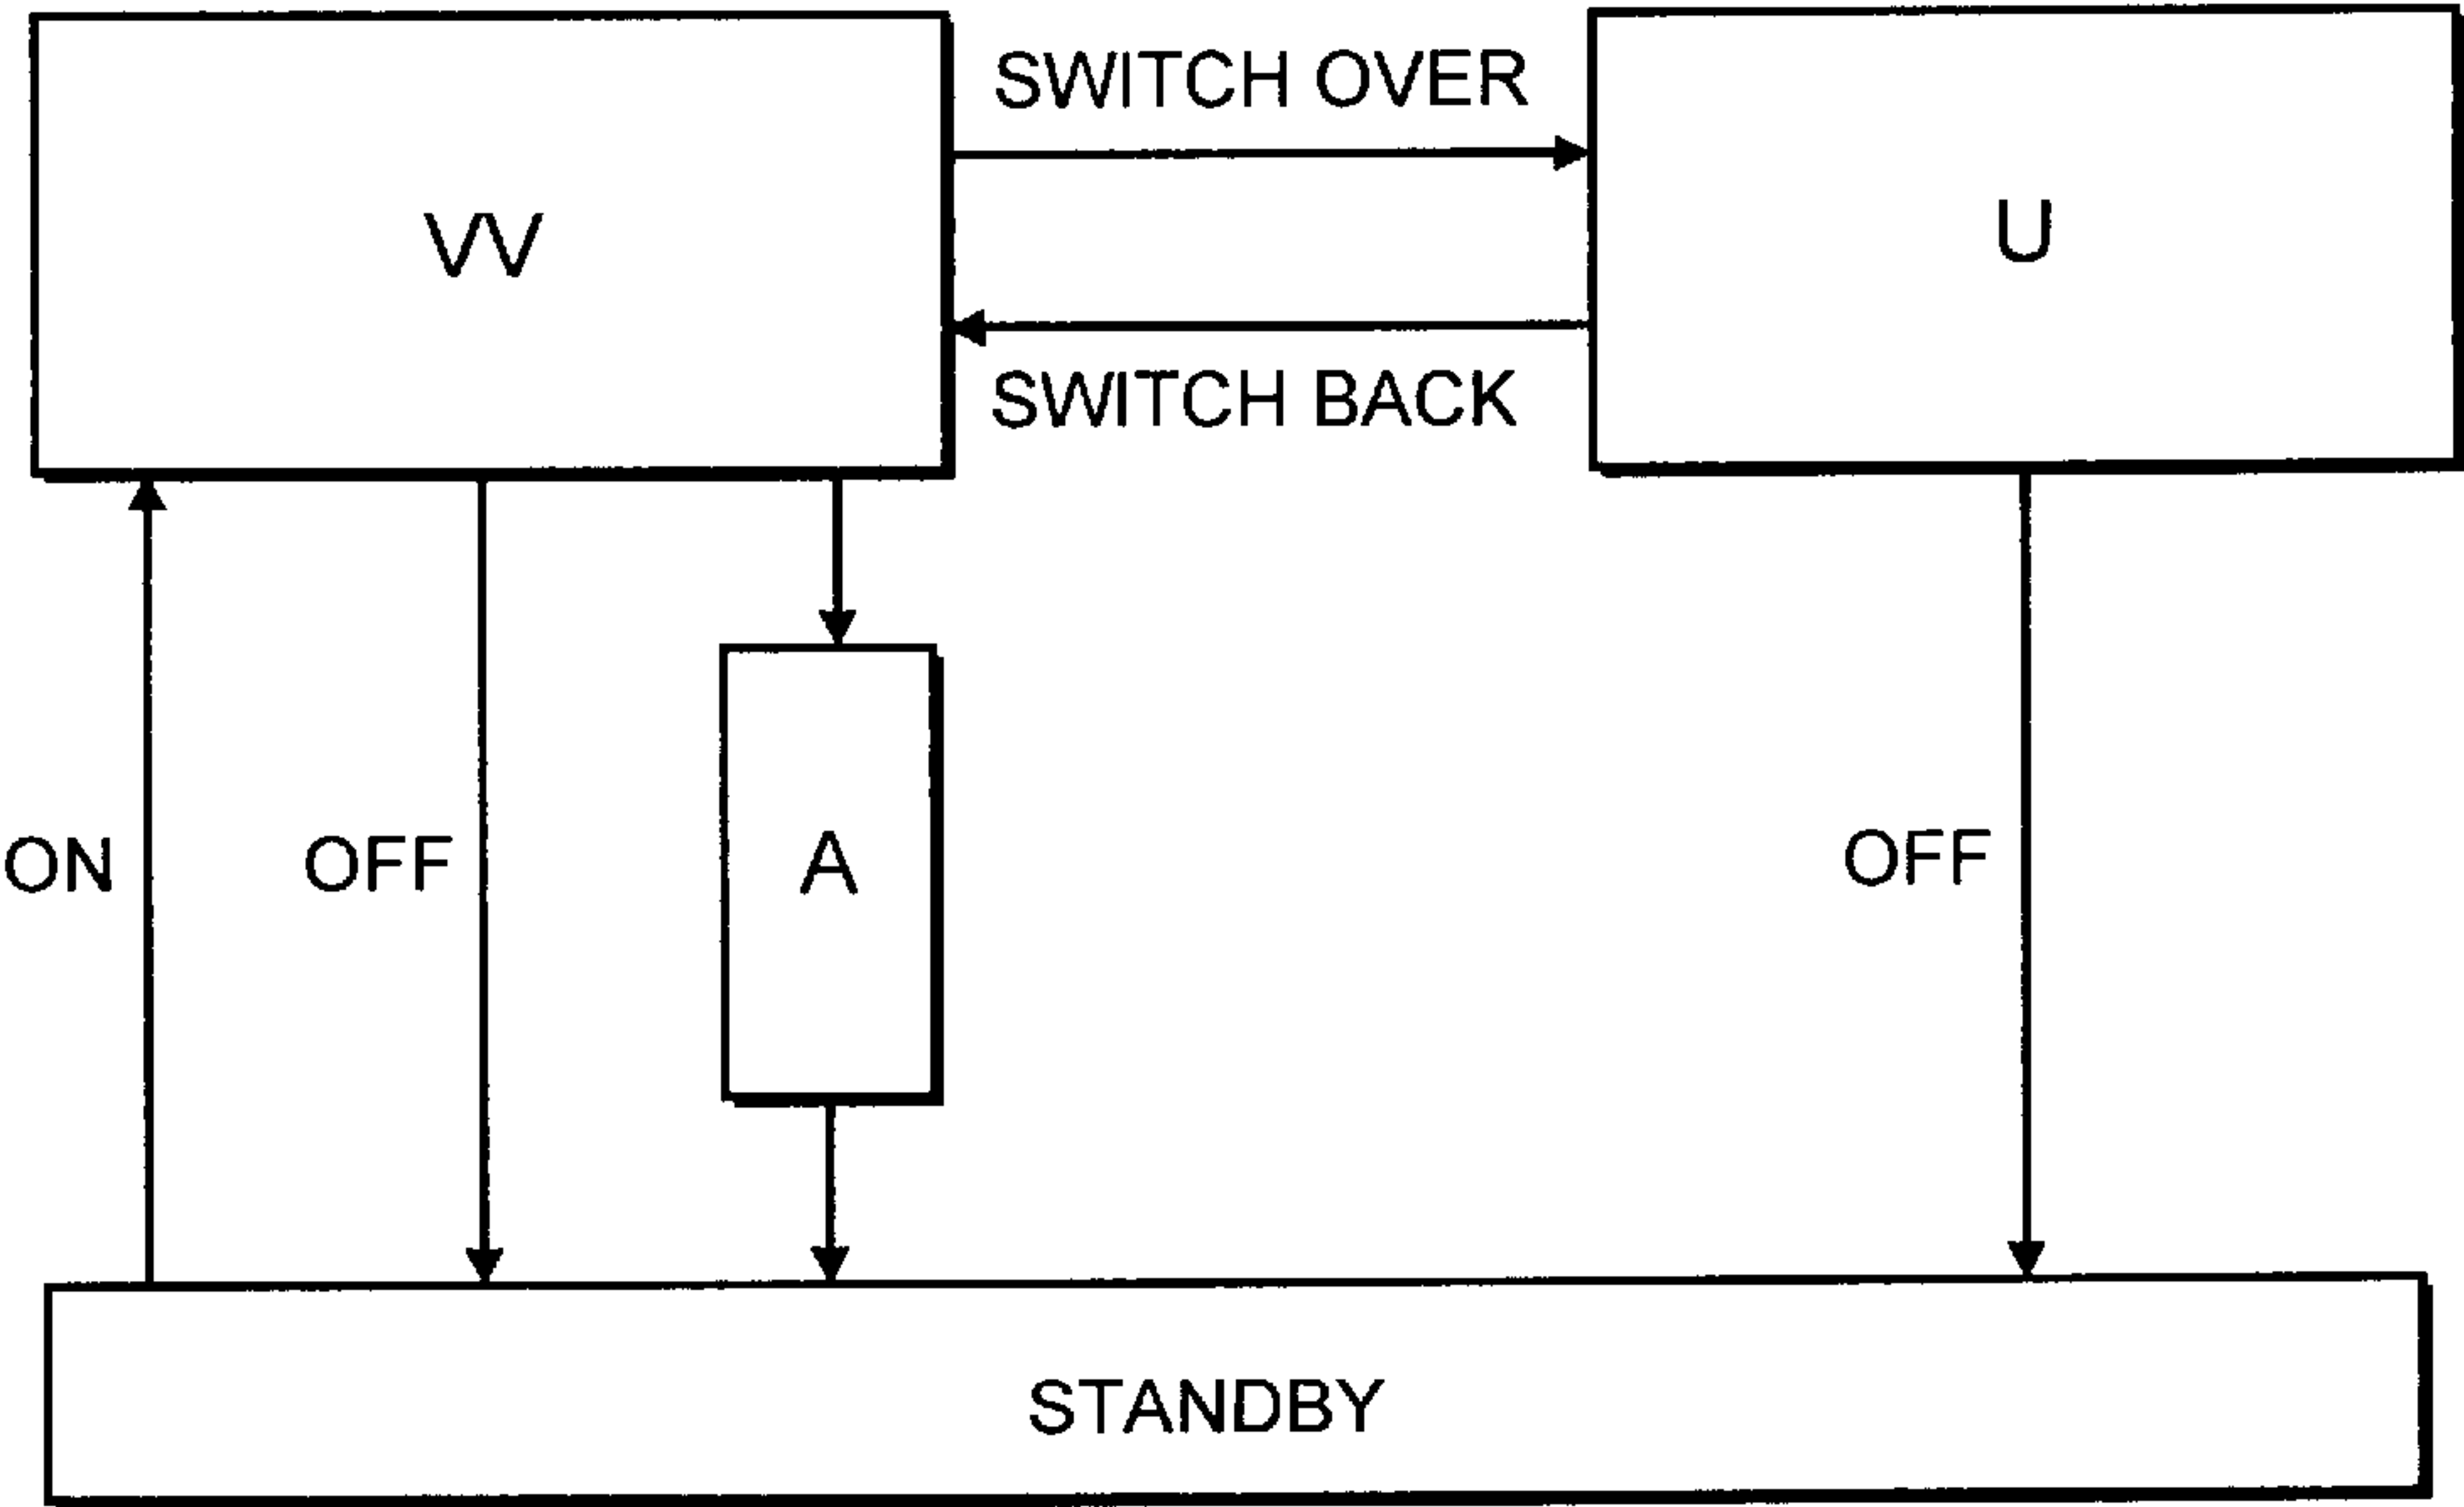 SWITCH OVER
VV
U
SWITCH BACK
ON
OFF
A
OFF
STANDBY